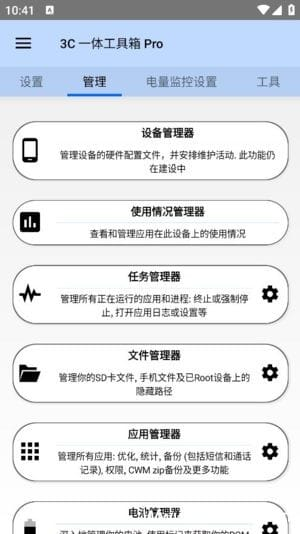 10:41
3C 一体工具箱 Pro
设置 管理 电量监控设置 工具
设备管理器
管理设备的硬件配置文件，并安排维护活动. 此功能仍
在建设中
使用情况管理器
查看和管理应用在此设备上的使用情况
任务管理器
管理所有正在运行的应用和进程: 终止或强制停
止, 打开应用日志或设置等
文件管理器
管理你的SD卡文件, 手机文件及已Root设备上的
隐藏路径
应用管理器
管理所有应用: 优化, 统计, 备份 (包括短信和通话
记录), 权限, CWM zip备份及更多功能
电池管理器